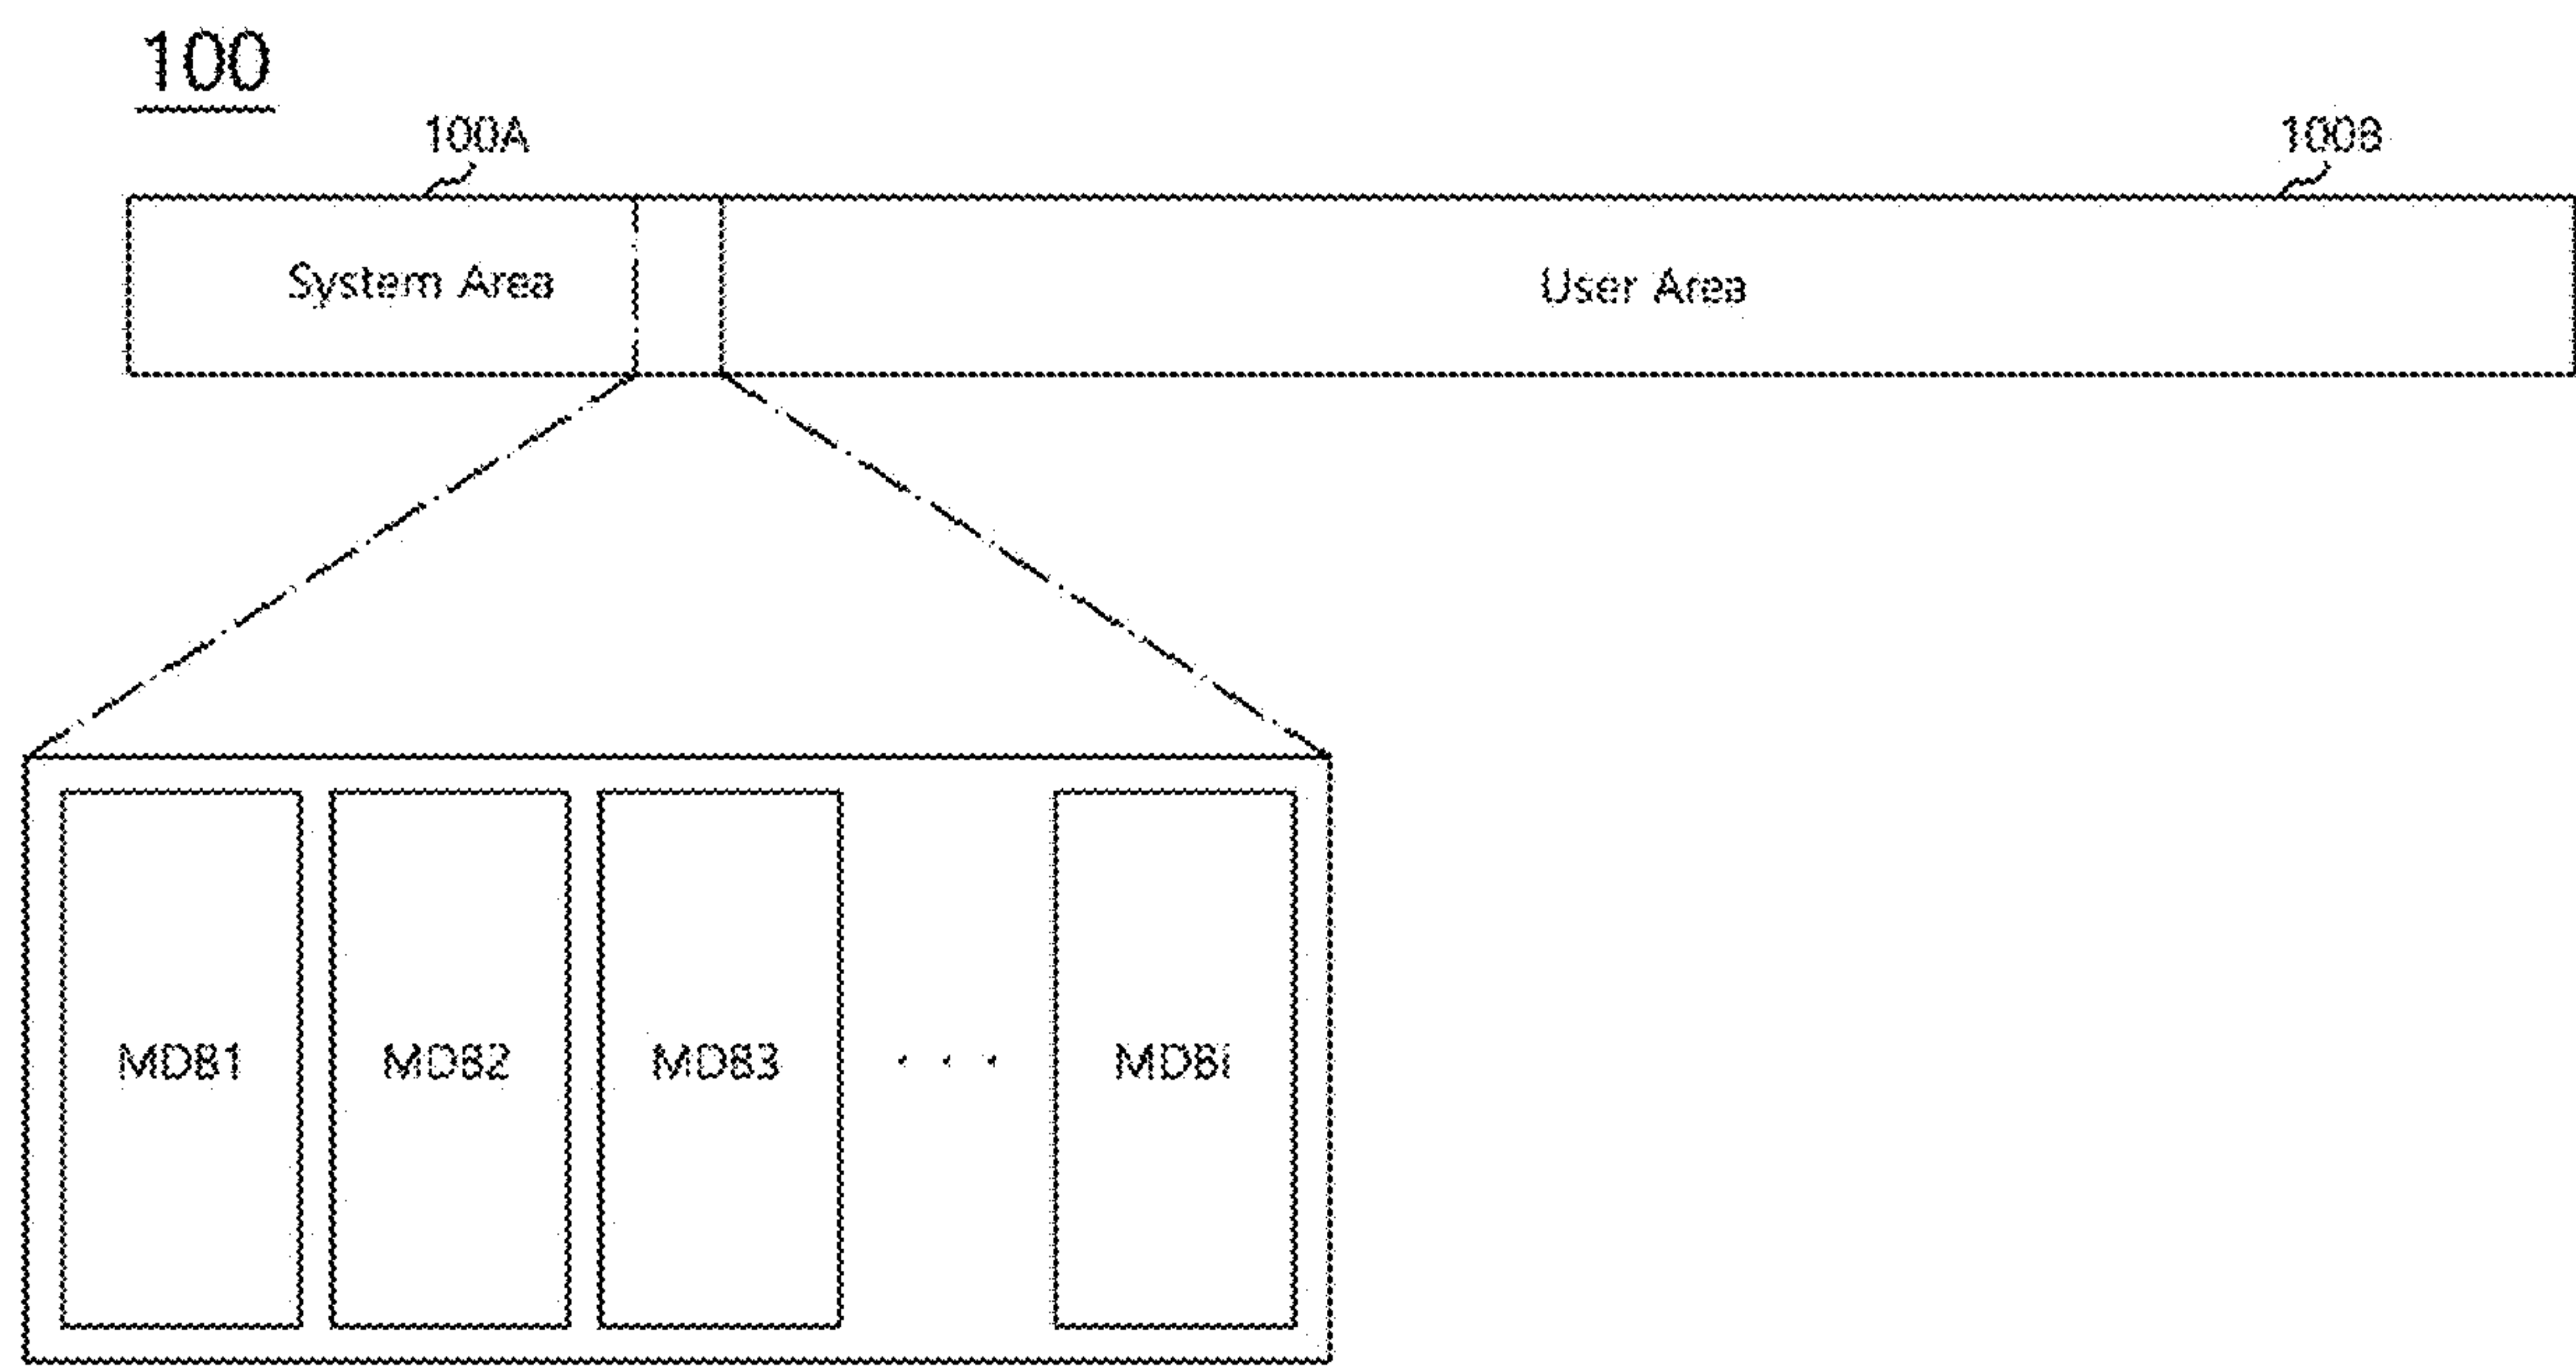 100
100A
100B
System Area
User Area
MDB1
MDB2
MDB3
. . .
MDBi